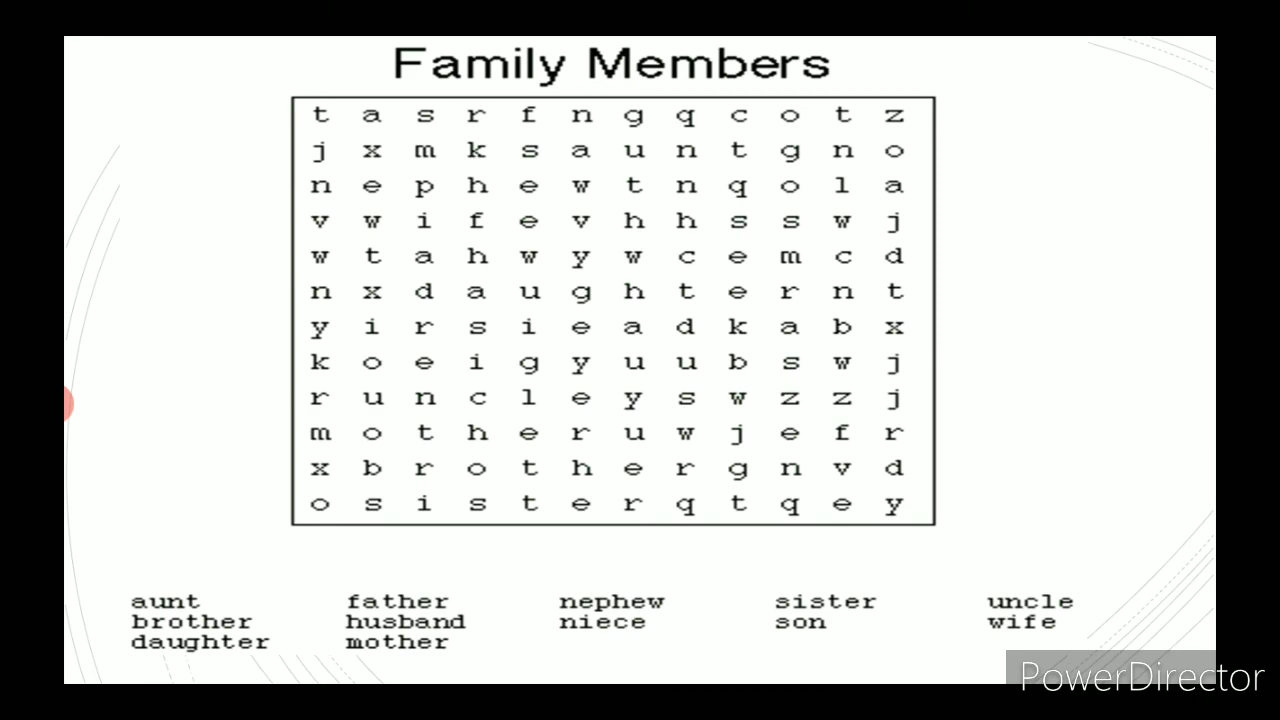 Family Members
t a s r f n g q c o t z
j x m k s a u n t g n o
n e p h e w t n q o l a
v w i f e v h h s s w j
w t a h w y w c e m c d
n x d a u g h t e r n t
y i r s i e a d k a b x
k o e i g y u u b s w j
r u n c l e y s w z z j
m o t h e r u w j e f r
x b r o t h e r g n v d
o s i s t e r q t q e y
aunt father nephew sister uncle
brother husband niece son wife
daughter mother
PowerDirector